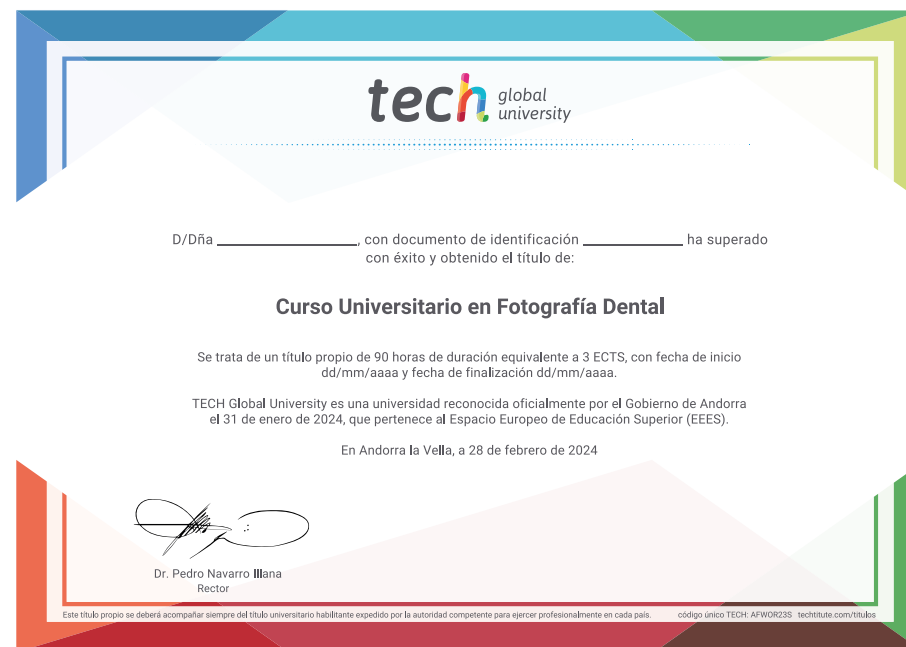 tech global university
D/Dña ____________________, con documento de identificación ______________ ha superado
con éxito y obtenido el título de:
Curso Universitario en Fotografía Dental
Se trata de un título propio de 90 horas de duración equivalente a 3 ECTS, con fecha de inicio
dd/mm/aaaa y fecha de finalización dd/mm/aaaa.
TECH Global University es una universidad reconocida oficialmente por el Gobierno de Andorra
el 31 de enero de 2024, que pertenece al Espacio Europeo de Educación Superior (EEES).
En Andorra la Vella, a 28 de febrero de 2024
Dr. Pedro Navarro Illana
Rector
Este título propio se deberá acompañar siempre del título universitario habilitante expedido por la autoridad competente para ejercer profesionalmente en cada país. código único TECH: AFWOR23S techtitute.com/titulos